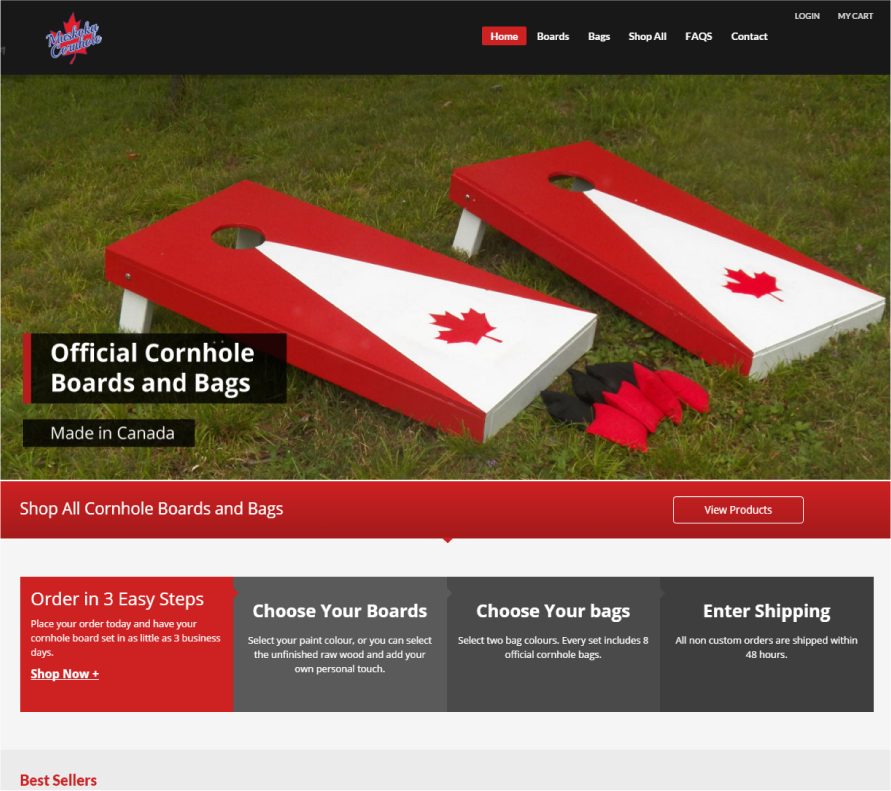 LOGIN MY CART
Muskoka
Cornhole
Home Boards Bags Shop All FAQS Contact
Official Cornhole
Boards and Bags
Made in Canada
Shop All Cornhole Boards and Bags
View Products
Order in 3 Easy Steps
Place your order today and have your
cornhole board set in as little as 3 business
days.
Shop Now +
Choose Your Boards
Select your paint colour, or you can select
the unfinished raw wood and add your
own personal touch.
Choose Your bags
Select two bag colours. Every set includes 8
official cornhole bags.
Enter Shipping
All non custom orders are shipped within
48 hours.
Best Sellers